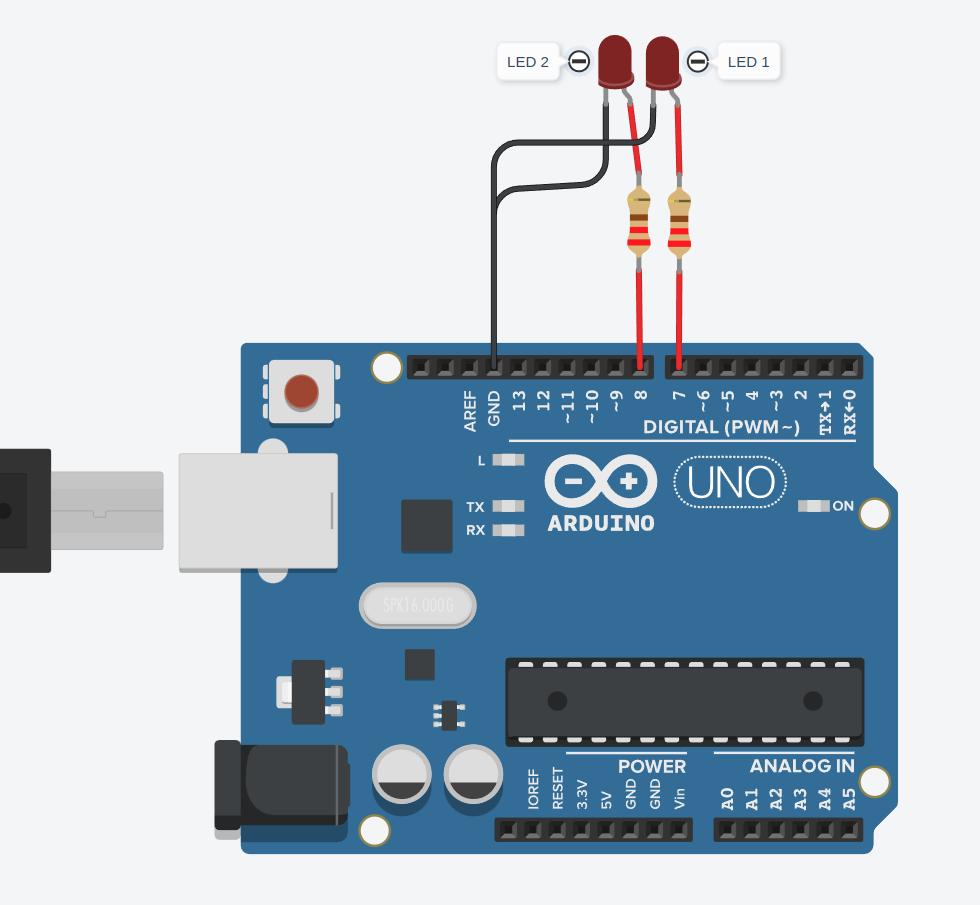 LED 2
LED 1
AREF
GND
13
12
~11
~10
~9
8
7
~6
~5
4
~3
2
TX→1
RX←0
DIGITAL (PWM~)
L
TX
RX
ARDUINO
UNO
ON
SPK16.000G
POWER
ANALOG IN
IOREF
RESET
3.3V
5V
GND
GND
Vin
A0
A1
A2
A3
A4
A5